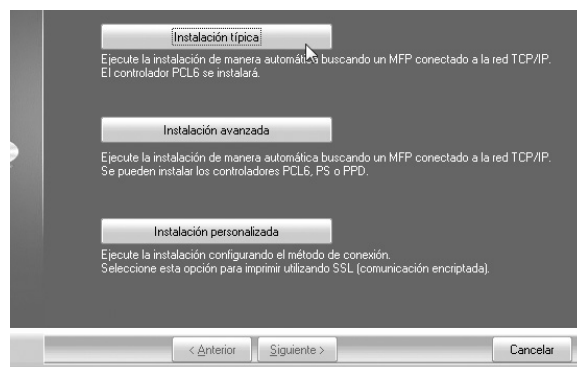 Instalación típica
Ejecute la instalación de manera automática buscando un MFP conectado a la red TCP/IP.
El controlador PCL6 se instalará.
Instalación avanzada
Ejecute la instalación de manera automática buscando un MFP conectado a la red TCP/IP.
Se pueden instalar los controladores PCL6, PS o PPD.
Instalación personalizada
Ejecute la instalación configurando el método de conexión.
Seleccione esta opción para imprimir utilizando SSL (comunicación encriptada).
< Anterior Siguiente > Cancelar